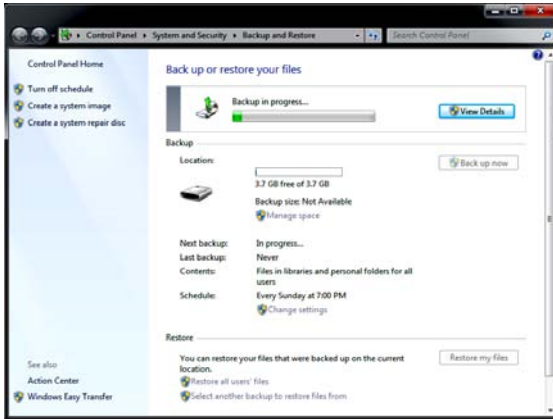 Control Panel ▸ System and Security ▸ Backup and Restore
Search Control Panel
Control Panel Home
Turn off schedule
Create a system image
Create a system repair disc
See also
Action Center
Windows Easy Transfer
Back up or restore your files
Backup in progress...
View Details
Backup
Location:
3.7 GB free of 3.7 GB
Backup size: Not Available
Manage space
Back up now
Next backup: In progress...
Last backup: Never
Contents: Files in libraries and personal folders for all
users
Schedule: Every Sunday at 7:00 PM
Change settings
Restore
You can restore your files that were backed up on the current
location.
Restore my files
Restore all users' files
Select another backup to restore files from